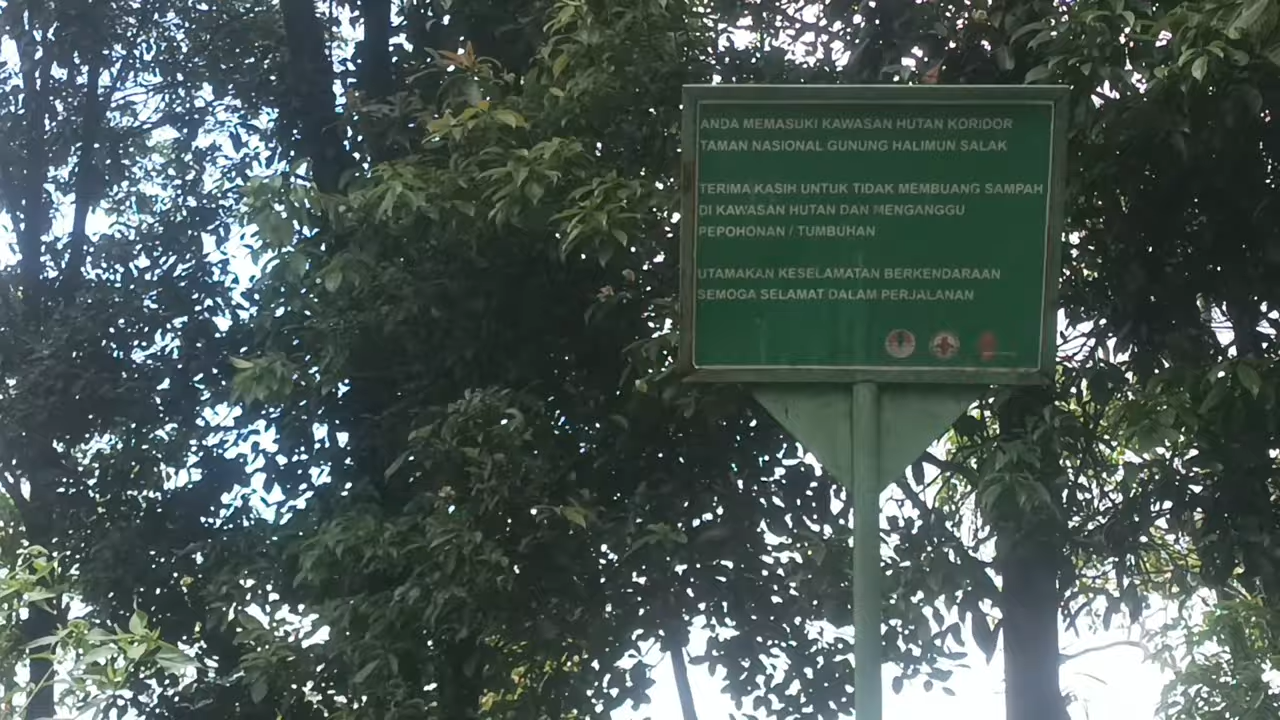 ANDA MEMASUKI KAWASAN HUTAN KORIDOR
TAMAN NASIONAL GUNUNG HALIMUN SALAK
TERIMA KASIH UNTUK TIDAK MEMBUANG SAMPAH
DI KAWASAN HUTAN DAN MENGANGGU
PEPOHONAN / TUMBUHAN
UTAMAKAN KESELAMATAN BERKENDARAAN
SEMOGA SELAMAT DALAM PERJALANAN